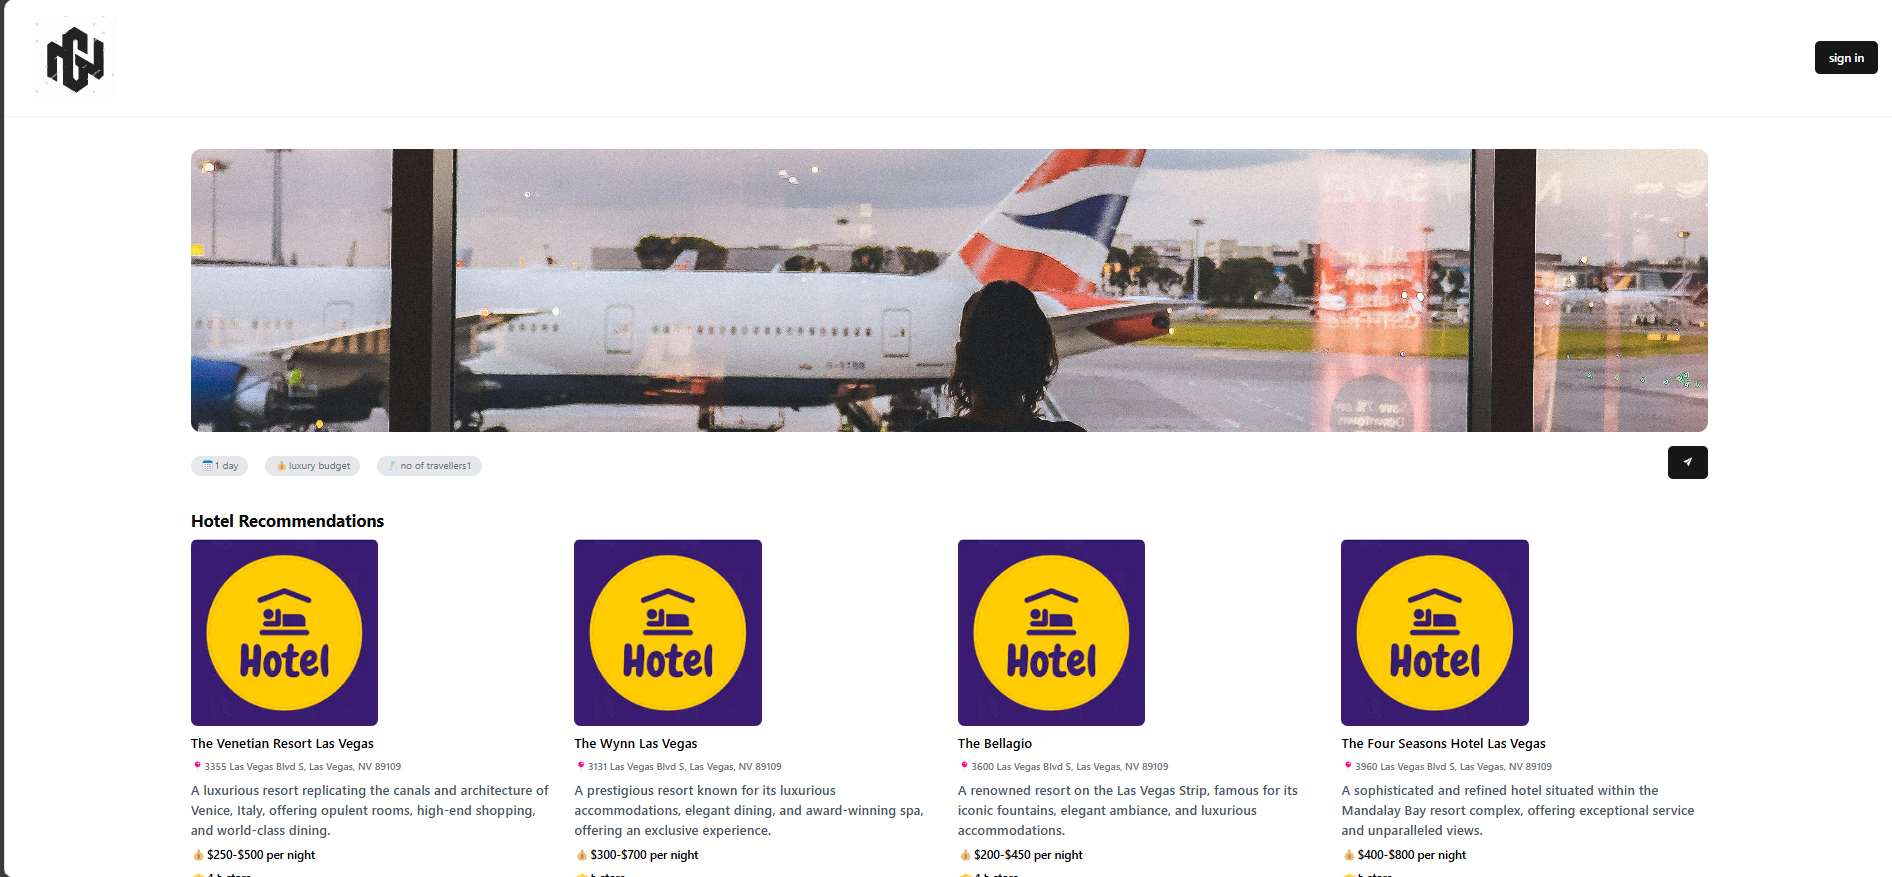 sign in
1 day
luxury budget
no of travellers1
Hotel Recommendations
Hotel
Hotel
Hotel
Hotel
The Venetian Resort Las Vegas
3355 Las Vegas Blvd S, Las Vegas, NV 89109
A luxurious resort replicating the canals and architecture of
Venice, Italy, offering opulent rooms, high-end shopping,
and world-class dining.
$250-$500 per night
The Wynn Las Vegas
3131 Las Vegas Blvd S, Las Vegas, NV 89109
A prestigious resort known for its luxurious
accommodations, elegant dining, and award-winning spa,
offering an exclusive experience.
$300-$700 per night
The Bellagio
3600 Las Vegas Blvd S, Las Vegas, NV 89109
A renowned resort on the Las Vegas Strip, famous for its
iconic fountains, elegant ambiance, and luxurious
accommodations.
$200-$450 per night
The Four Seasons Hotel Las Vegas
3960 Las Vegas Blvd S, Las Vegas, NV 89109
A sophisticated and refined hotel situated within the
Mandalay Bay resort complex, offering exceptional service
and unparalleled views.
$400-$800 per night